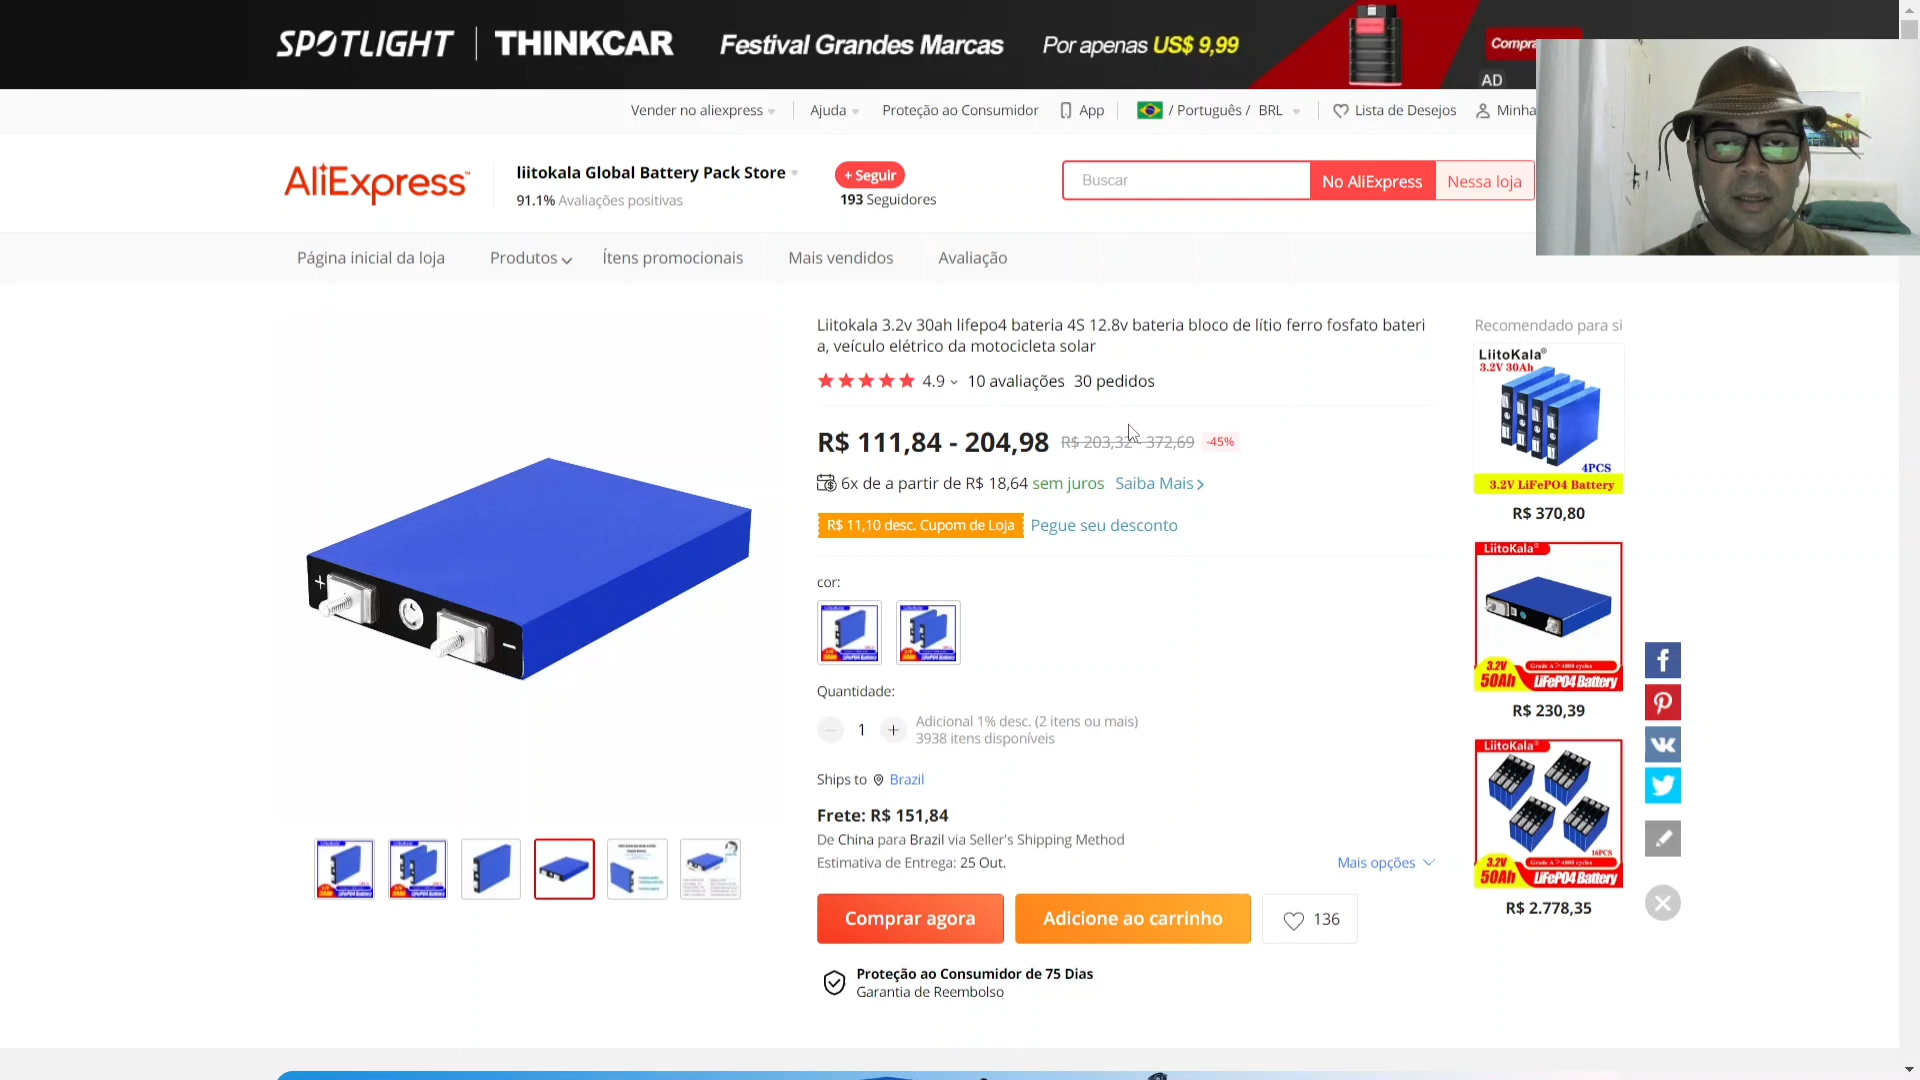 SPOTLIGHT | THINKCAR Festival Grandes Marcas Por apenas US$ 9,99
AD
Vender no aliexpress
Ajuda
Proteção ao Consumidor
App
/ Português / BRL
Lista de Desejos
Minha
AliExpress
liitokala Global Battery Pack Store
91.1% Avaliações positivas
+ Seguir
193 Seguidores
Buscar
No AliExpress
Nessa loja
Página inicial da loja
Produtos
Ítens promocionais
Mais vendidos
Avaliação
Liitokala 3.2v 30ah lifepo4 bateria 4S 12.8v bateria bloco de lítio ferro fosfato bateri
a, veículo elétrico da motocicleta solar
4.9
10 avaliações 30 pedidos
R$ 111,84 - 204,98 R$ 203,32 - 372,69 -45%
6x de a partir de R$ 18,64 sem juros Saiba Mais
R$ 11,10 desc. Cupom de Loja Pegue seu desconto
cor:
Quantidade:
1
Adicional 1% desc. (2 itens ou mais)
3938 itens disponíveis
Ships to Brazil
Frete: R$ 151,84
De China para Brazil via Seller's Shipping Method
Estimativa de Entrega: 25 Out.
Mais opções
Comprar agora
Adicione ao carrinho
136
Proteção ao Consumidor de 75 Dias
Garantia de Reembolso
Recomendado para si
LiitoKala®
3.2V 30Ah
4PCS
3.2V LiFePO4 Battery
R$ 370,80
LiitoKala®
3.2V
Grade A ≥ 4000 cycles
50Ah LiFePO4 Battery
R$ 230,39
LiitoKala®
16PCS
3.2V
Grade A ≥ 4000 cycles
50Ah LiFePO4 Battery
R$ 2.778,35